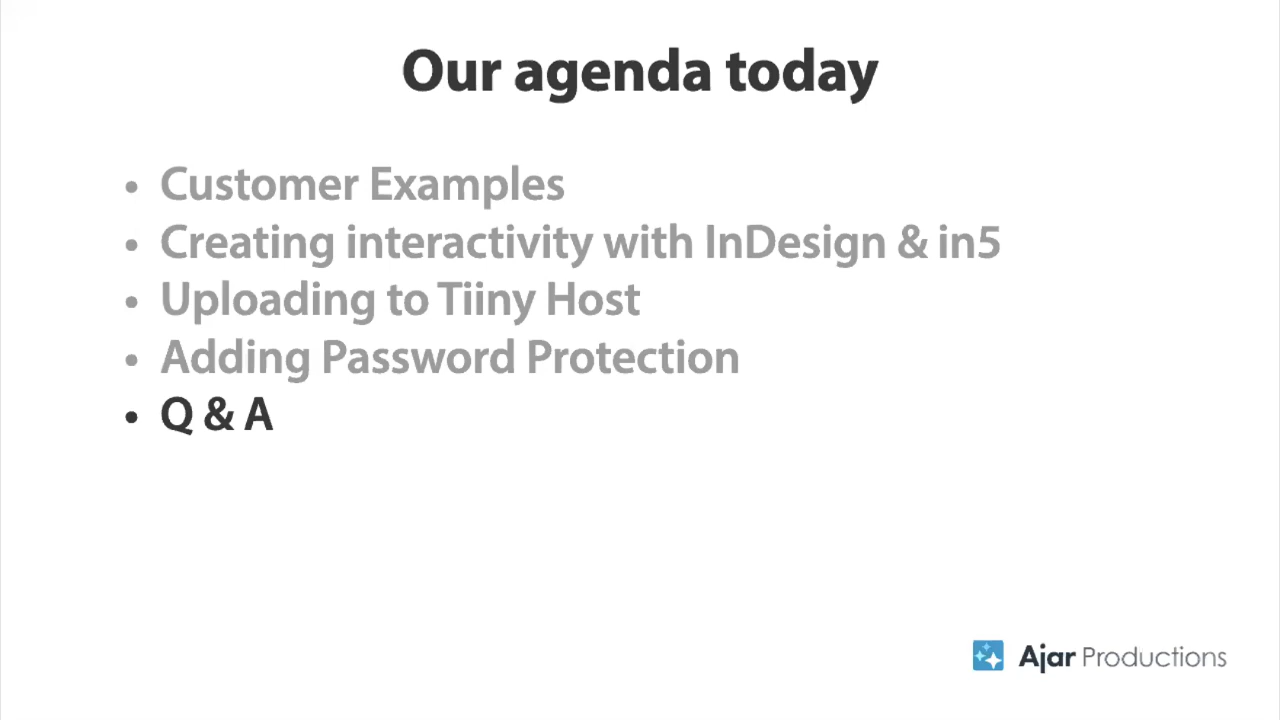 Our agenda today
• Customer Examples
• Creating interactivity with InDesign & in5
• Uploading to Tiiny Host
• Adding Password Protection
• Q & A
Ajar Productions